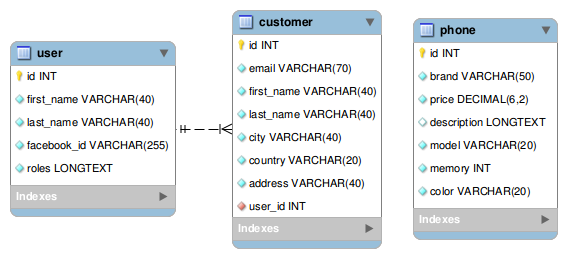 user
id INT
first_name VARCHAR(40)
last_name VARCHAR(40)
facebook_id VARCHAR(255)
roles LONGTEXT
Indexes
customer
id INT
email VARCHAR(70)
first_name VARCHAR(40)
last_name VARCHAR(40)
city VARCHAR(40)
country VARCHAR(20)
address VARCHAR(40)
user_id INT
Indexes
phone
id INT
brand VARCHAR(50)
price DECIMAL(6,2)
description LONGTEXT
model VARCHAR(20)
memory INT
color VARCHAR(20)
Indexes